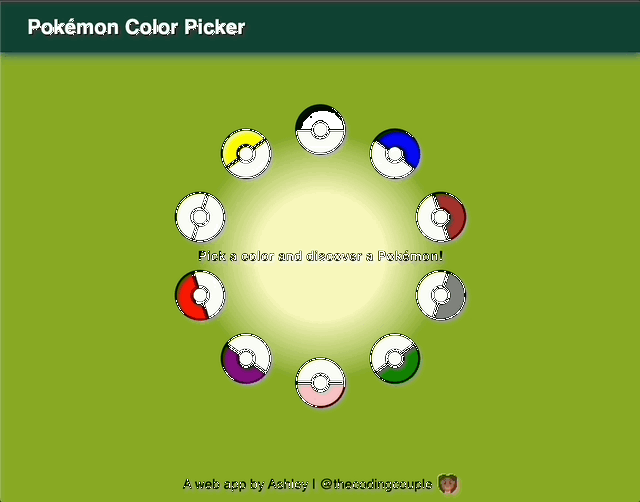 Pokémon Color Picker
Pick a color and discover a Pokémon!
A web app by Ashley | @thecodingcouple